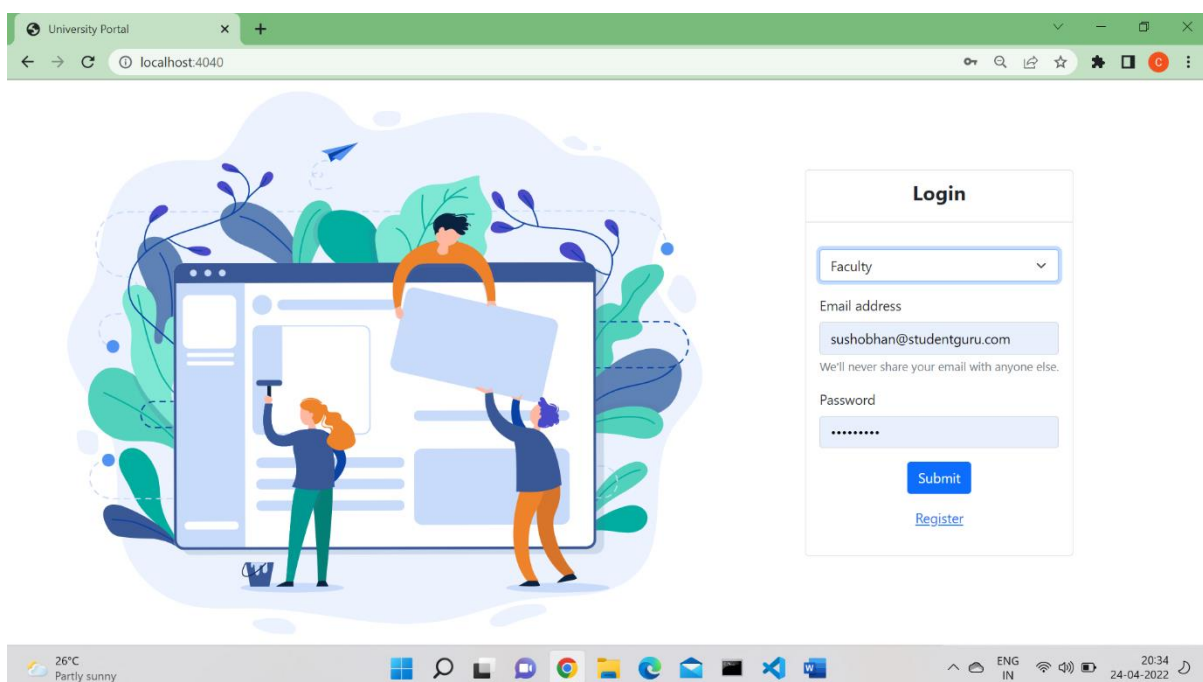 University Portal
localhost:4040
C
Login
Faculty
Email address
sushobhan@studentguru.com
We'll never share your email with anyone else.
Password
•••••••••
Submit
Register
26°C
Partly sunny
W
ENG
IN
20:34
24-04-2022